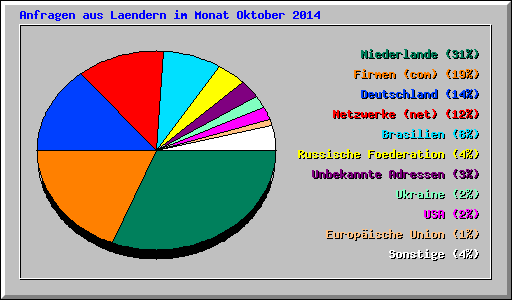 Anfragen aus Laendern im Monat Oktober 2014
Niederlande (31%)
Firmen (com) (19%)
Deutschland (14%)
Netzwerke (net) (12%)
Brasilien (8%)
Russische Foederation (4%)
Unbekannte Adressen (3%)
Ukraine (2%)
USA (2%)
Europäische Union (1%)
Sonstige (4%)